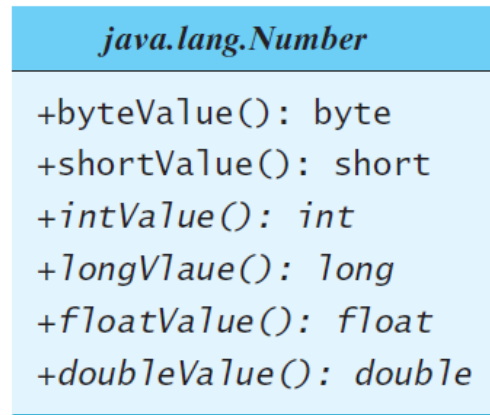 java.lang.Number
+byteValue(): byte
+shortValue(): short
+intValue(): int
+longVlaue(): long
+floatValue(): float
+doubleValue(): double